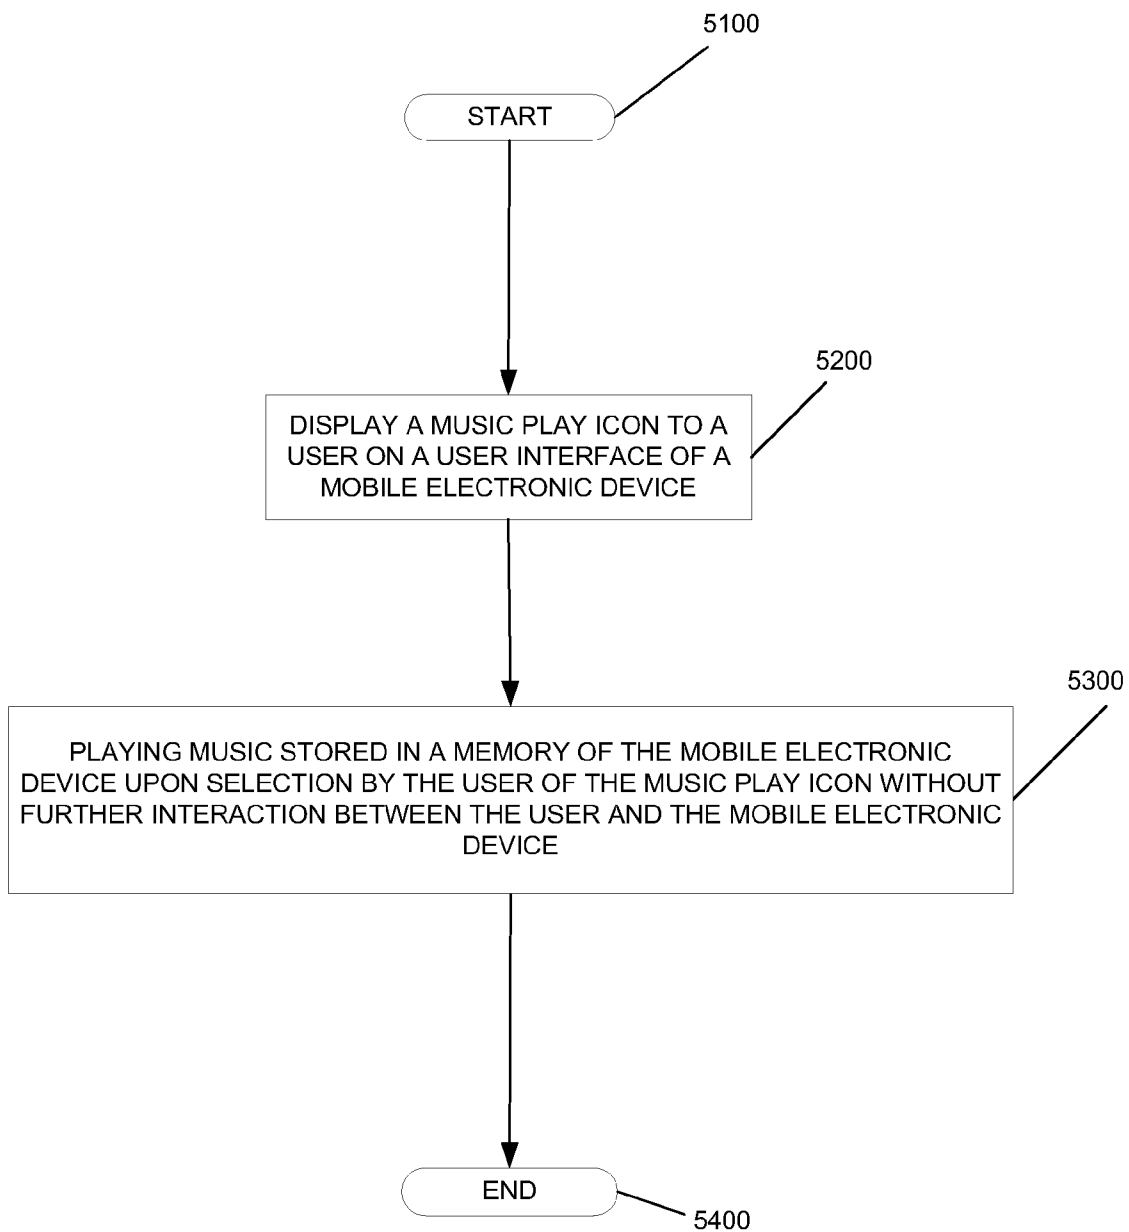 5100
START
5200
DISPLAY A MUSIC PLAY ICON TO A
USER ON A USER INTERFACE OF A
MOBILE ELECTRONIC DEVICE
5300
PLAYING MUSIC STORED IN A MEMORY OF THE MOBILE ELECTRONIC
DEVICE UPON SELECTION BY THE USER OF THE MUSIC PLAY ICON WITHOUT
FURTHER INTERACTION BETWEEN THE USER AND THE MOBILE ELECTRONIC
DEVICE
END
5400